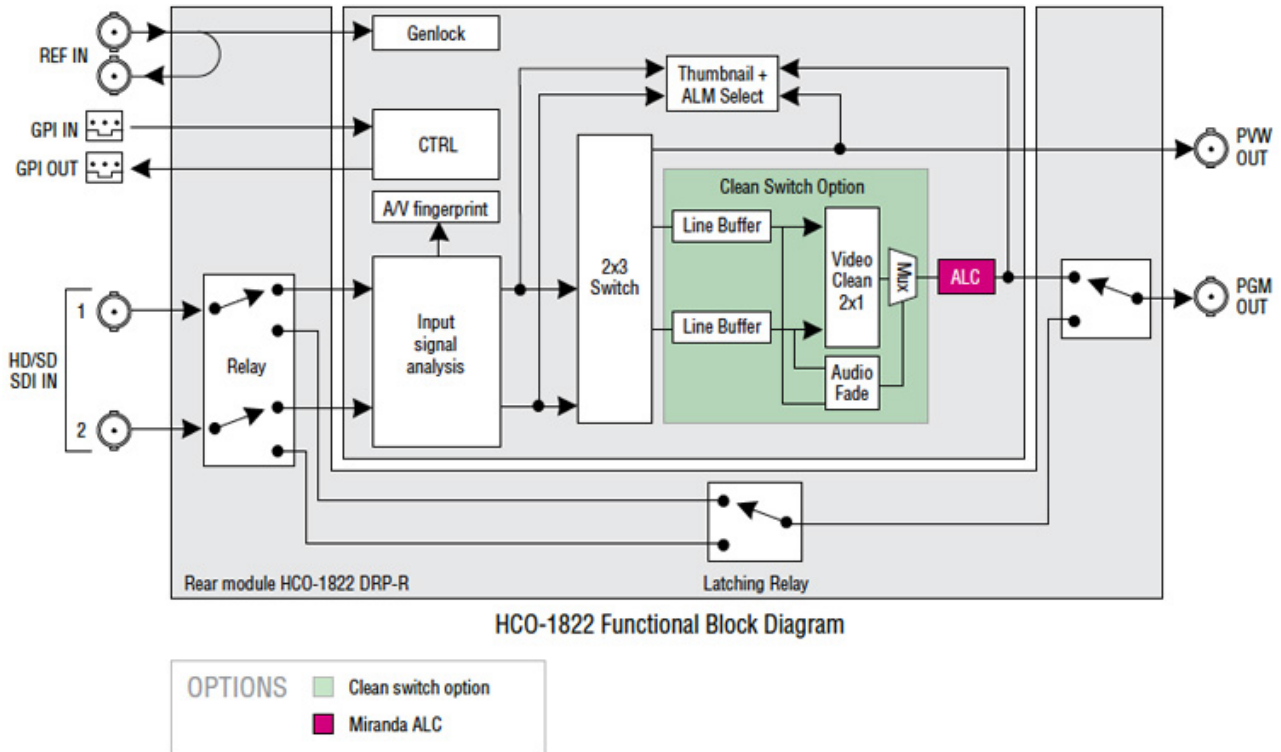 REF IN
Genlock
Thumbnail +
ALM Select
GPI IN
GPI OUT
CTRL
PVW
OUT
A/V fingerprint
Clean Switch Option
Line Buffer
2x3
Switch
Video
Clean
2x1
Mux
ALC
PGM
OUT
1
HD/SD
SDI IN
2
Relay
Input
signal
analysis
Line Buffer
Audio
Fade
Rear module HCO-1822 DRP-R
Latching Relay
HCO-1822 Functional Block Diagram
OPTIONS
Clean switch option
Miranda ALC